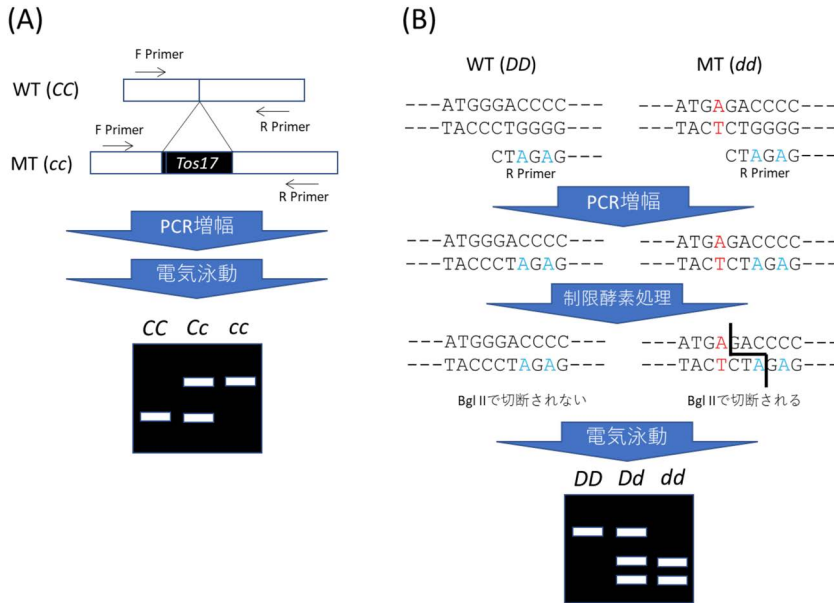 (A)
F Primer
WT (CC)
R Primer
F Primer
MT (cc)
Tos17
R Primer
PCR増幅
電気泳動
CC Cc cc
(B)
WT (DD) MT (dd)
---ATGGGACCCC--- ---ATGAGACCCC---
---TACCCTGGGG--- ---TACTCTGGGG---
CTAGAG--- CTAGAG---
R Primer R Primer
PCR増幅
---ATGGGACCCC--- ---ATGAGACCCC---
---TACCCTAGAG--- ---TACTCTAGAG---
制限酵素処理
---ATGGGACCCC--- ---ATGAGACCCC---
---TACCCTAGAG--- ---TACTCTAGAG---
Bgl IIで切断されない Bgl IIで切断される
電気泳動
DD Dd dd